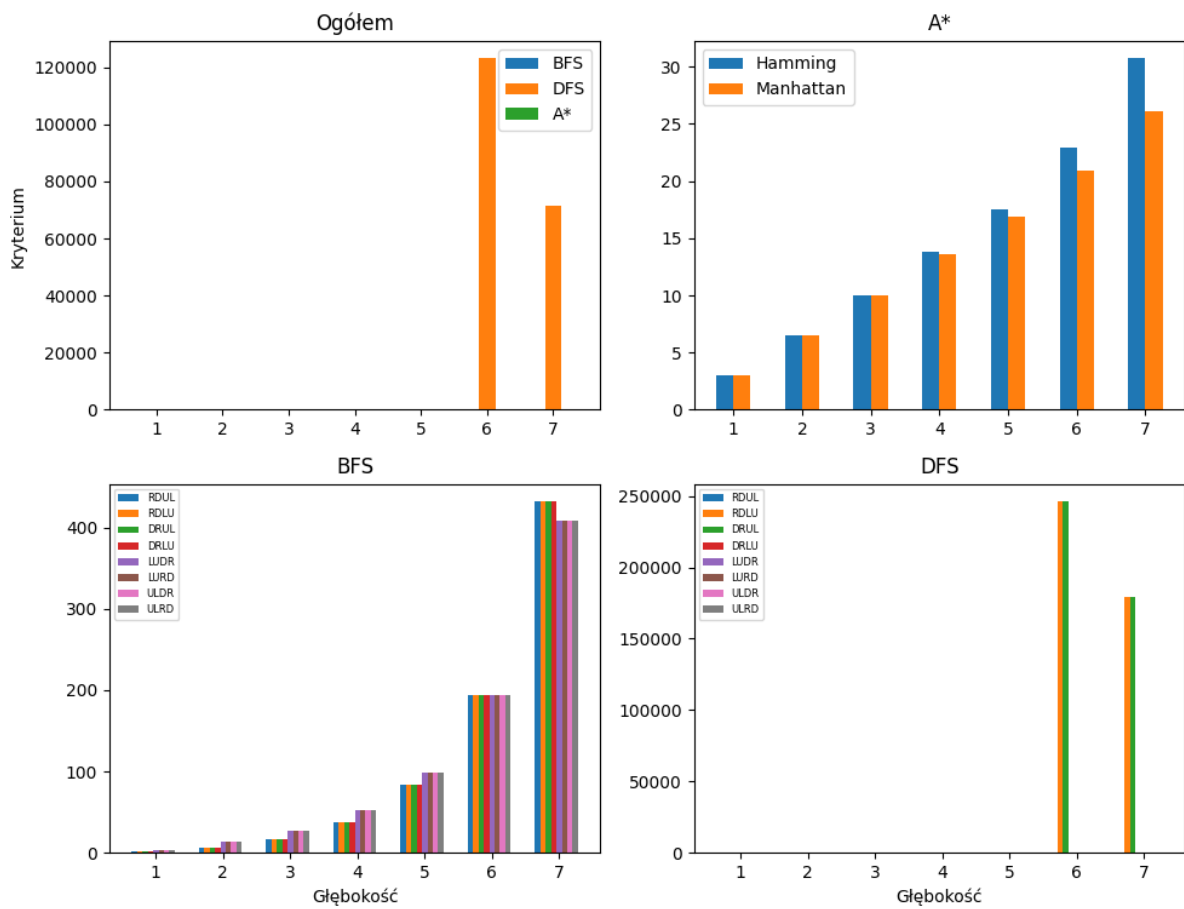 Ogółem
Kryterium
120000
100000
80000
60000
40000
20000
0
BFS
DFS
A*
1 2 3 4 5 6 7
A*
30
25
20
15
10
5
0
Hamming
Manhattan
1 2 3 4 5 6 7
BFS
400
300
200
100
0
RDUL
RDLU
DRUL
DRLU
LUDR
LURD
ULDR
ULRD
1 2 3 4 5 6 7
Głębokość
DFS
250000
200000
150000
100000
50000
0
RDUL
RDLU
DRUL
DRLU
LUDR
LURD
ULDR
ULRD
1 2 3 4 5 6 7
Głębokość